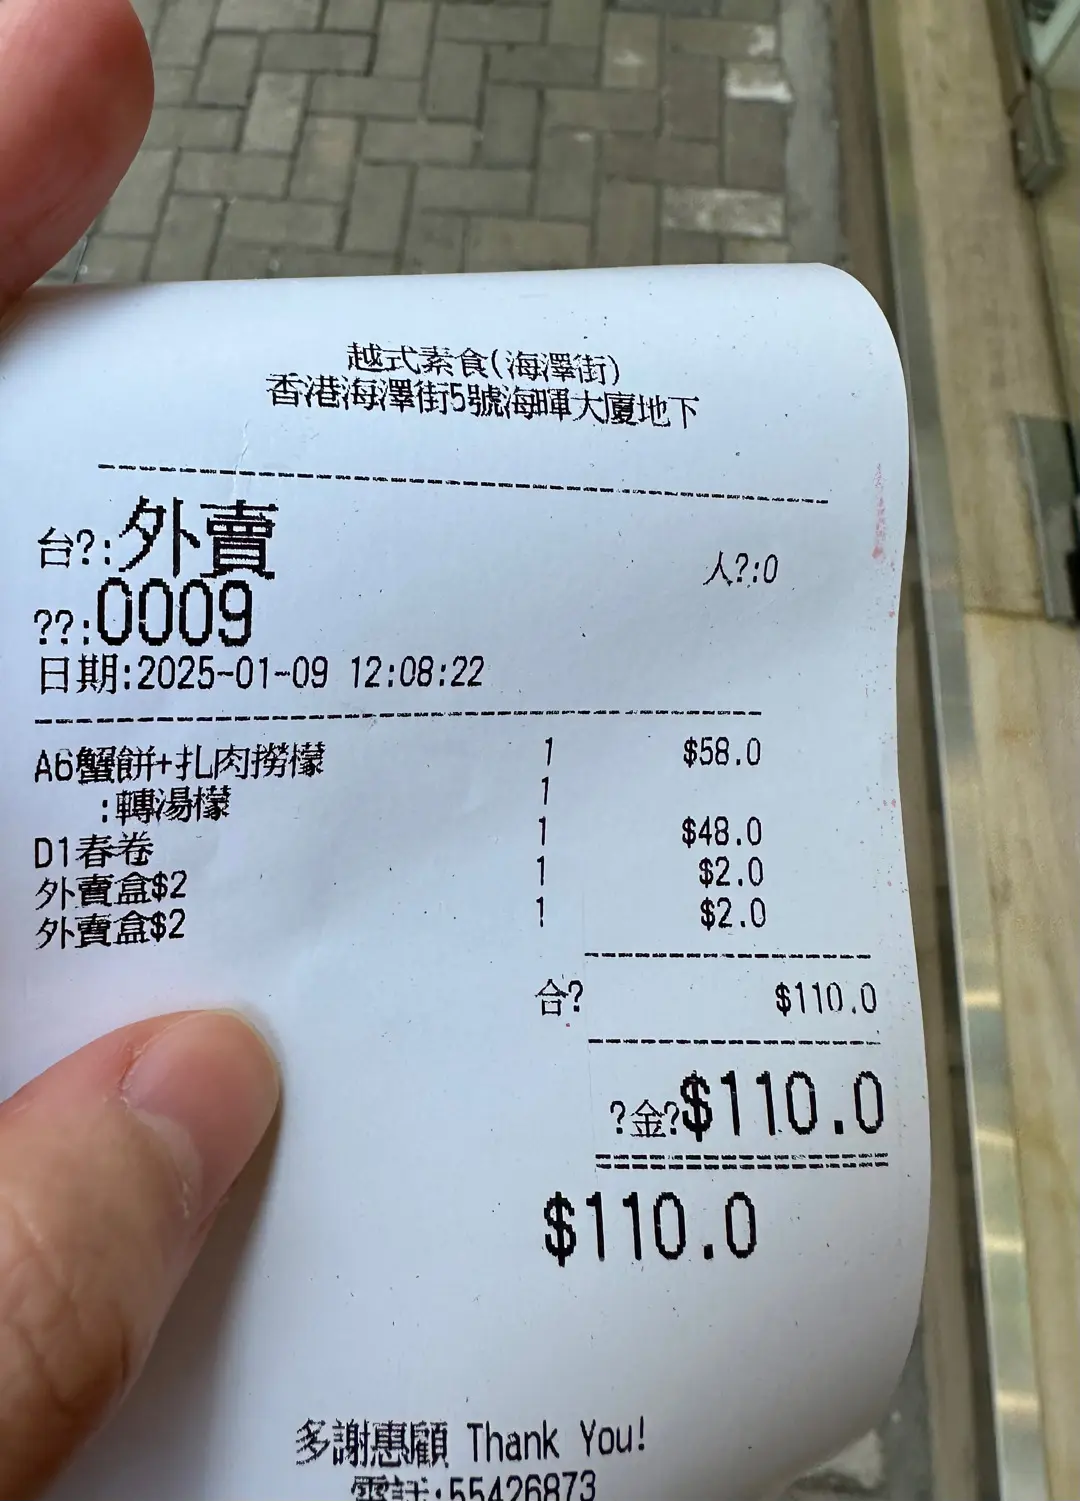 越式素食(海澤街)
香港海澤街5號海暉大廈地下
台?:外賣
人?:0
??:0009
日期:2025-01-09 12:08:22
A6蟹餅+扎肉撈檬 1 $58.0
:轉湯檬 1
D1春卷 1 $48.0
外賣盒$2 1 $2.0
外賣盒$2 1 $2.0
合? $110.0
?金?$110.0
$110.0
多謝惠顧 Thank You!
電話:55426873